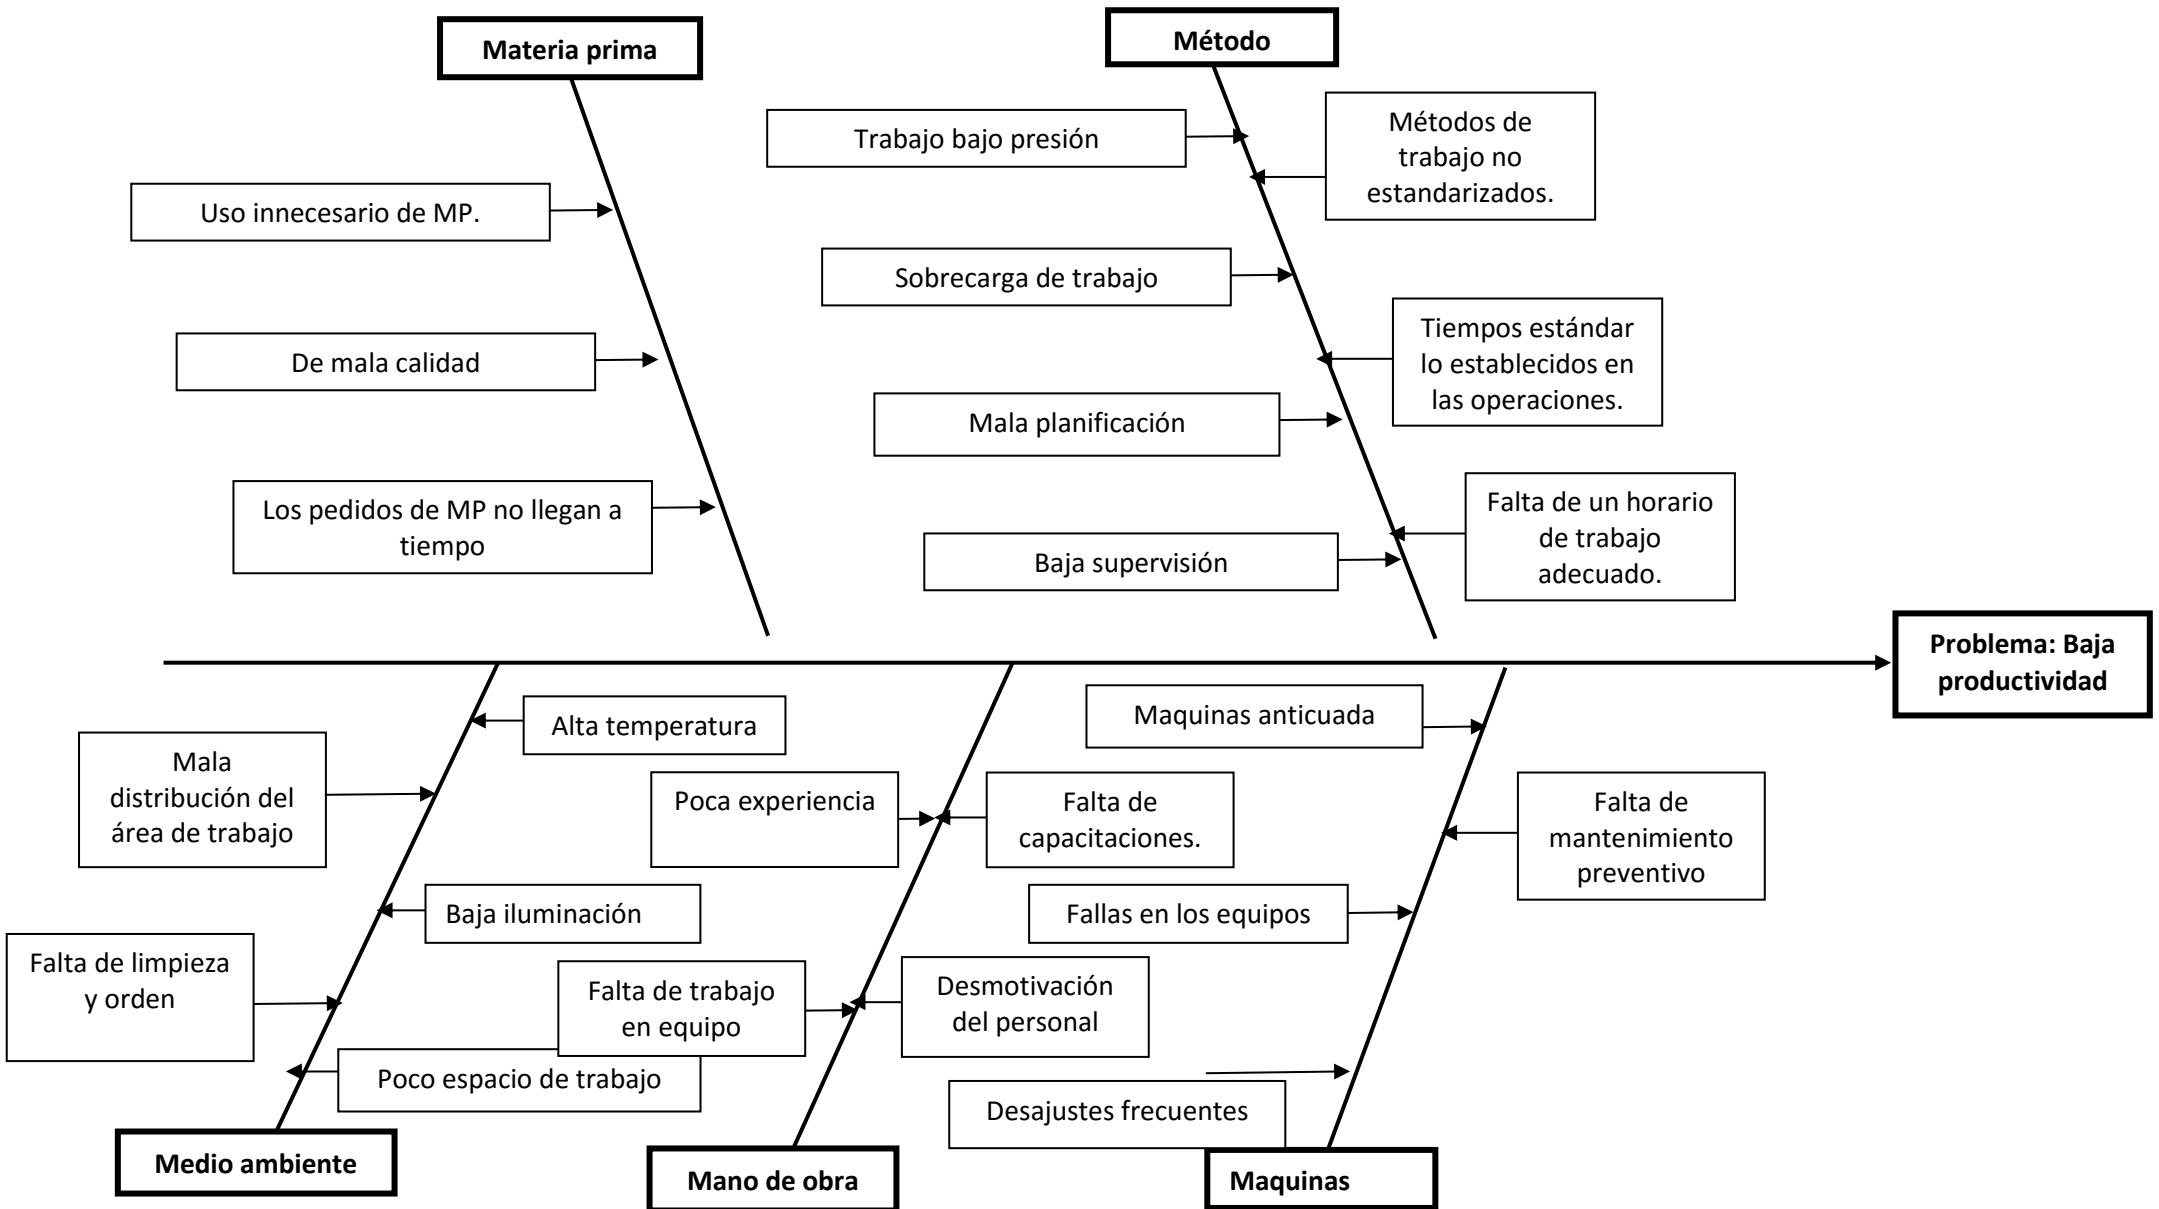 Materia prima
Método
Trabajo bajo presión
Métodos de
trabajo no
estandarizados.
Uso innecesario de MP.
Sobrecarga de trabajo
Tiempos estándar
lo establecidos en
las operaciones.
De mala calidad
Mala planificación
Los pedidos de MP no llegan a
tiempo
Falta de un horario
de trabajo
adecuado.
Baja supervisión
Problema: Baja
productividad
Alta temperatura
Maquinas anticuada
Mala
distribución del
área de trabajo
Poca experiencia
Falta de
capacitaciones.
Falta de
mantenimiento
preventivo
Baja iluminación
Fallas en los equipos
Falta de limpieza
y orden
Falta de trabajo
en equipo
Desmotivación
del personal
Poco espacio de trabajo
Desajustes frecuentes
Medio ambiente
Mano de obra
Maquinas